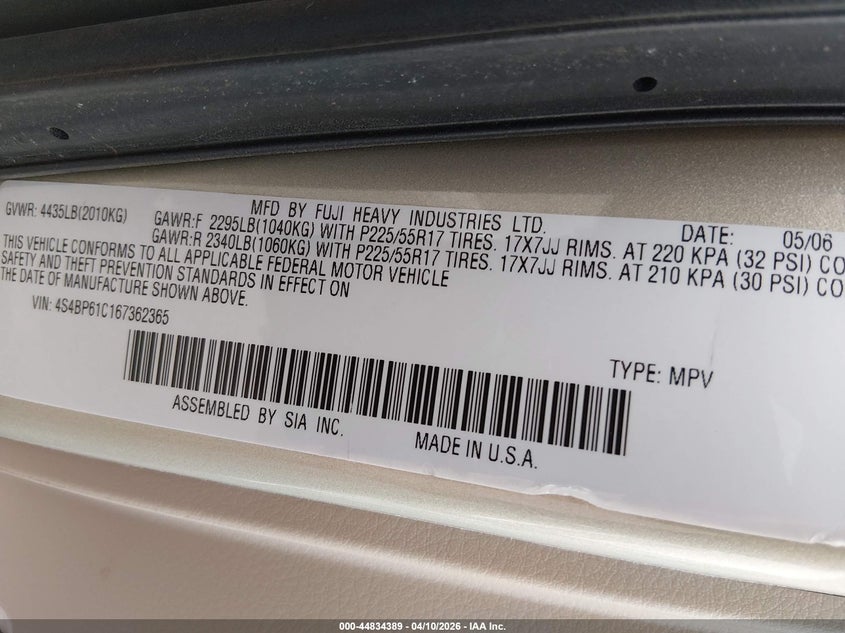 MFD BY FUJI HEAVY INDUSTRIES LTD. DATE: 05/06
GVWR: 4435LB(2010KG) GAWR:F 2295LB(1040KG) WITH P225/55R17 TIRES. 17X7JJ RIMS. AT 220 KPA (32 PSI) CO
GAWR:R 2340LB(1060KG) WITH P225/55R17 TIRES. 17X7JJ RIMS. AT 210 KPA (30 PSI) CO
THIS VEHICLE CONFORMS TO ALL APPLICABLE FEDERAL MOTOR VEHICLE
SAFETY AND THEFT PREVENTION STANDARDS IN EFFECT ON
THE DATE OF MANUFACTURE SHOWN ABOVE.
VIN: 4S4BP61C167362365
TYPE: MPV
ASSEMBLED BY SIA INC.
MADE IN U.S.A.
000-44834389 - 04/10/2026 - IAA Inc.